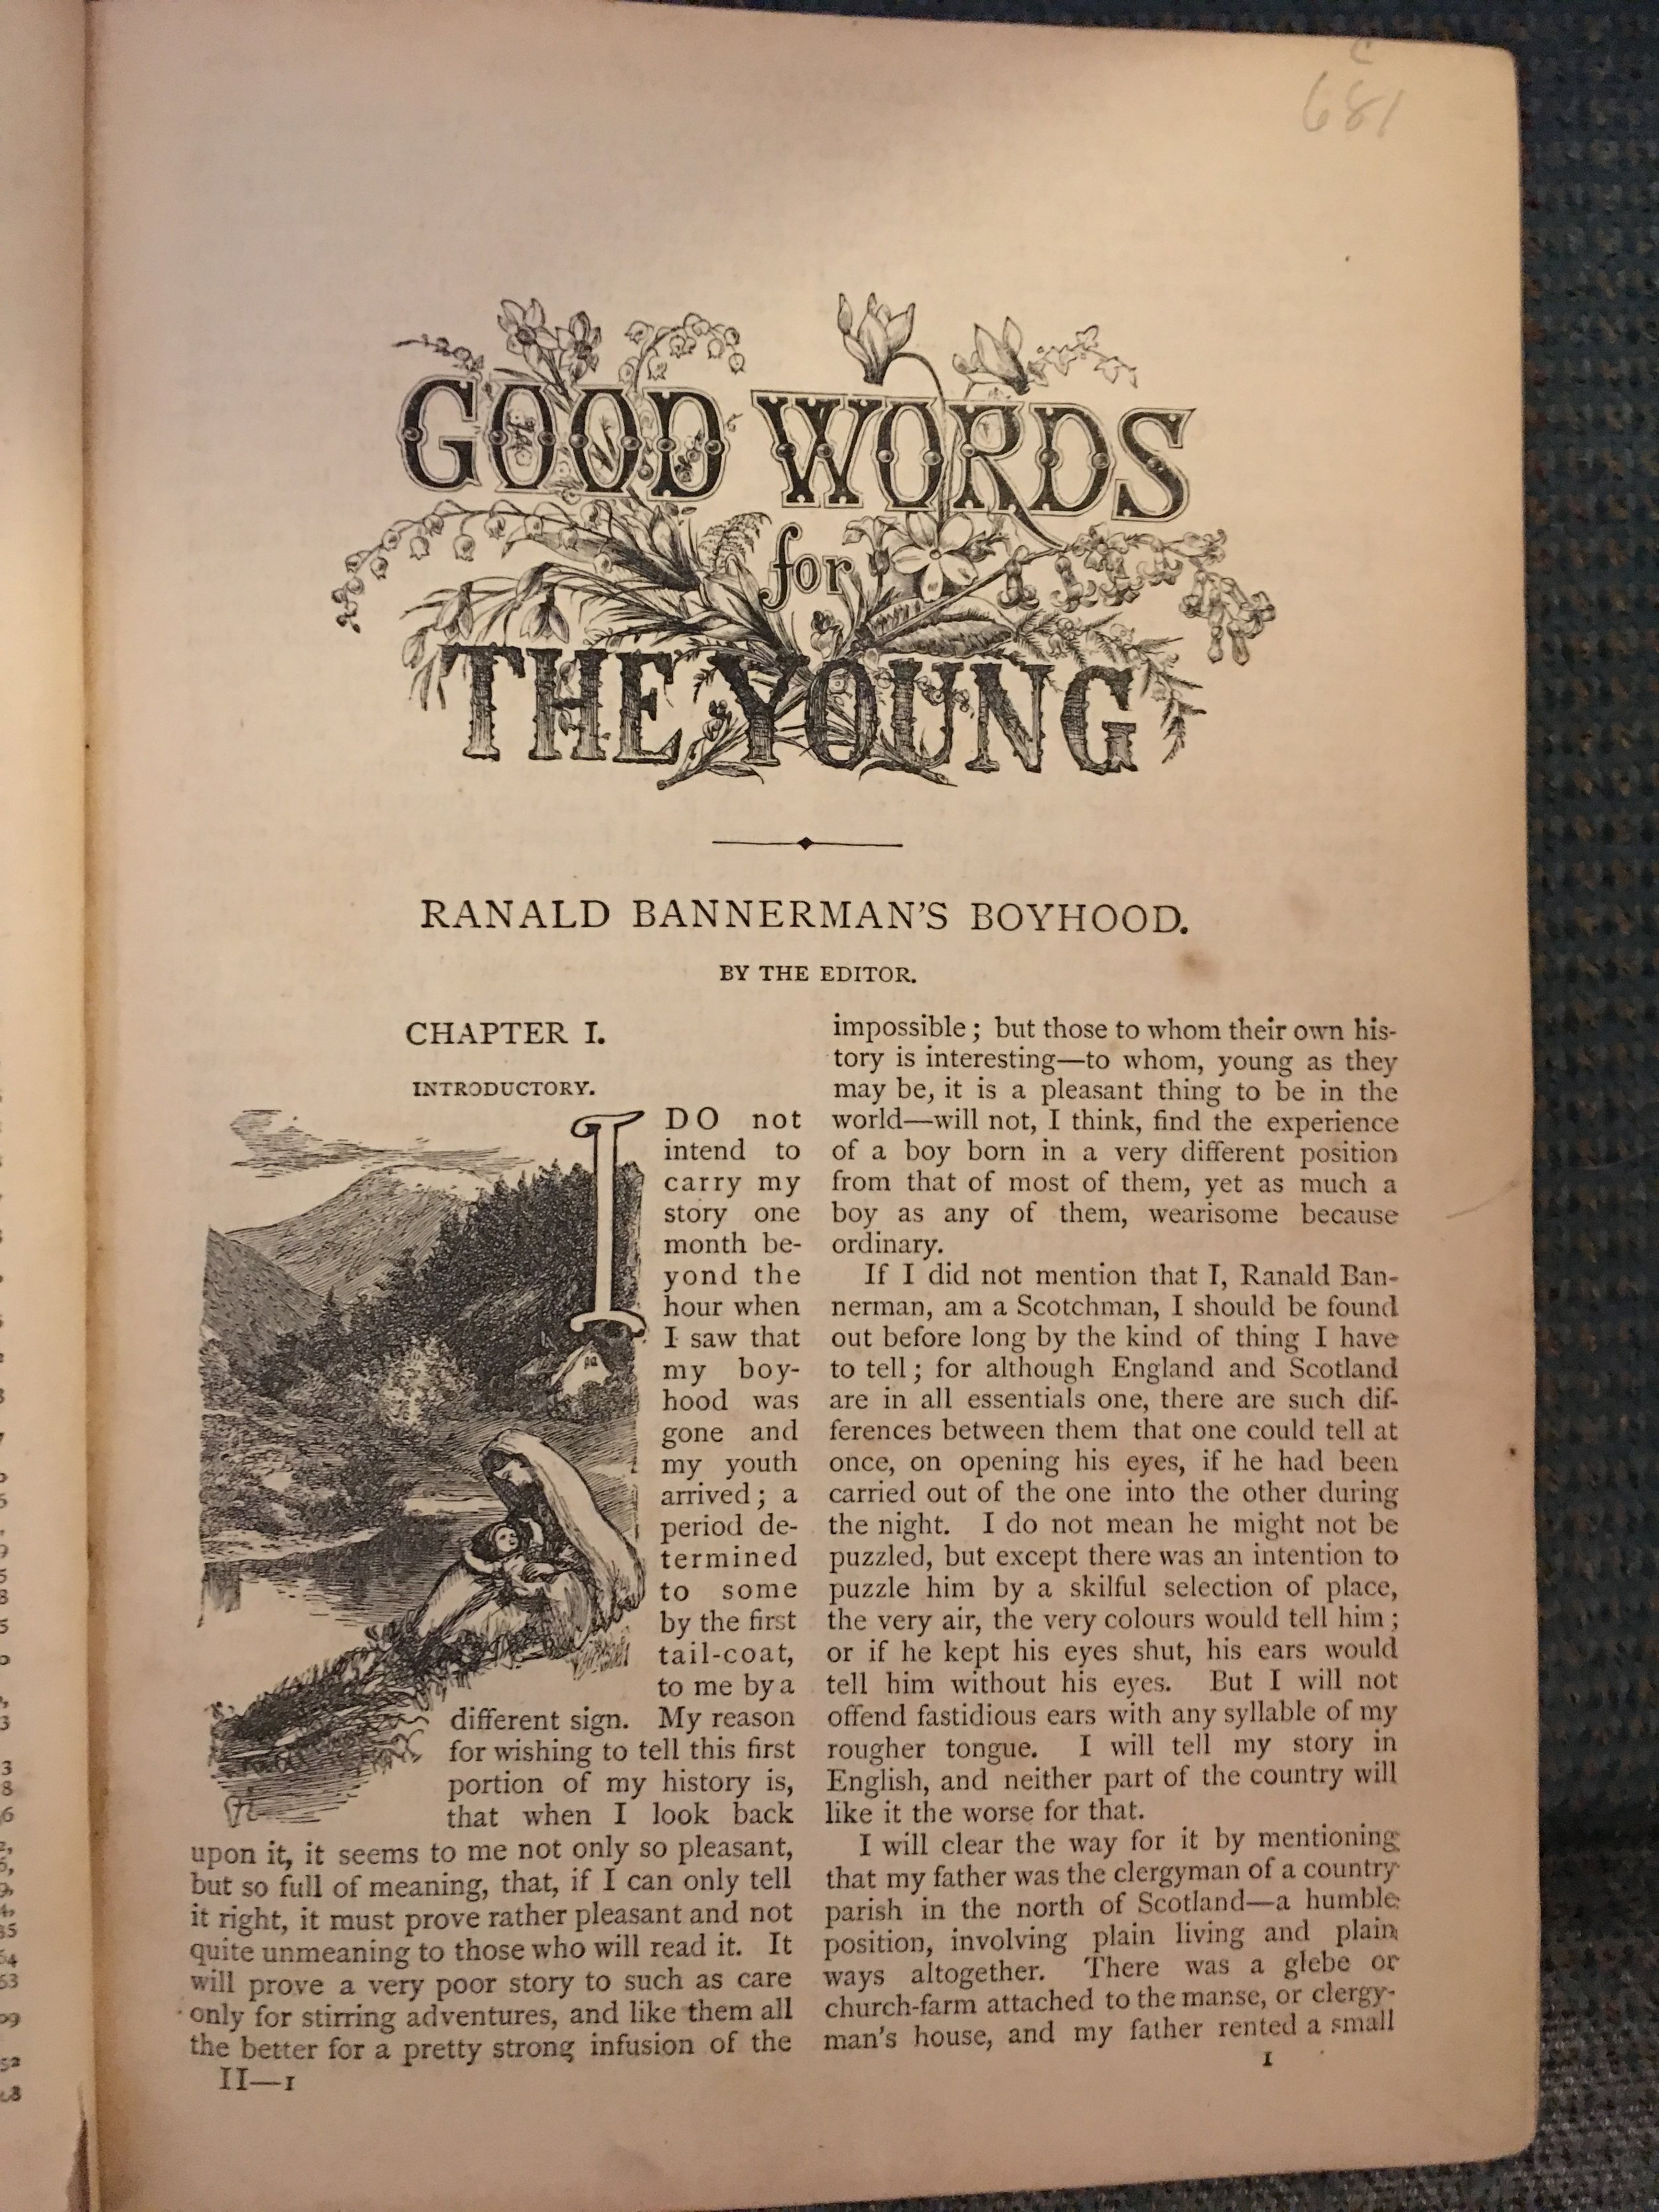 681
GOOD WORDS
for
THE YOUNG
RANALD BANNERMAN'S BOYHOOD.
BY THE EDITOR.
CHAPTER I.
INTRODUCTORY.
I DO not
intend to
carry my
story one
month be-
yond the
hour when
I saw that
my boy-
hood was
gone and
my youth
arrived; a
period de-
termined
to some
by the first
tail-coat,
to me by a
different sign. My reason
for wishing to tell this first
portion of my history is,
that when I look back
upon it, it seems to me not only so pleasant,
but so full of meaning, that, if I can only tell
it right, it must prove rather pleasant and not
quite unmeaning to those who will read it. It
will prove a very poor story to such as care
only for stirring adventures, and like them all
the better for a pretty strong infusion of the
II—1
impossible; but those to whom their own his-
tory is interesting—to whom, young as they
may be, it is a pleasant thing to be in the
world—will not, I think, find the experience
of a boy born in a very different position
from that of most of them, yet as much a
boy as any of them, wearisome because
ordinary.
If I did not mention that I, Ranald Ban-
nerman, am a Scotchman, I should be found
out before long by the kind of thing I have
to tell; for although England and Scotland
are in all essentials one, there are such dif-
ferences between them that one could tell at
once, on opening his eyes, if he had been
carried out of the one into the other during
the night. I do not mean he might not be
puzzled, but except there was an intention to
puzzle him by a skilful selection of place,
the very air, the very colours would tell him;
or if he kept his eyes shut, his ears would
tell him without his eyes. But I will not
offend fastidious ears with any syllable of my
rougher tongue. I will tell my story in
English, and neither part of the country will
like it the worse for that.
I will clear the way for it by mentioning
that my father was the clergyman of a country
parish in the north of Scotland—a humble
position, involving plain living and plain
ways altogether. There was a glebe or
church-farm attached to the manse, or clergy-
man's house, and my father rented a small
1